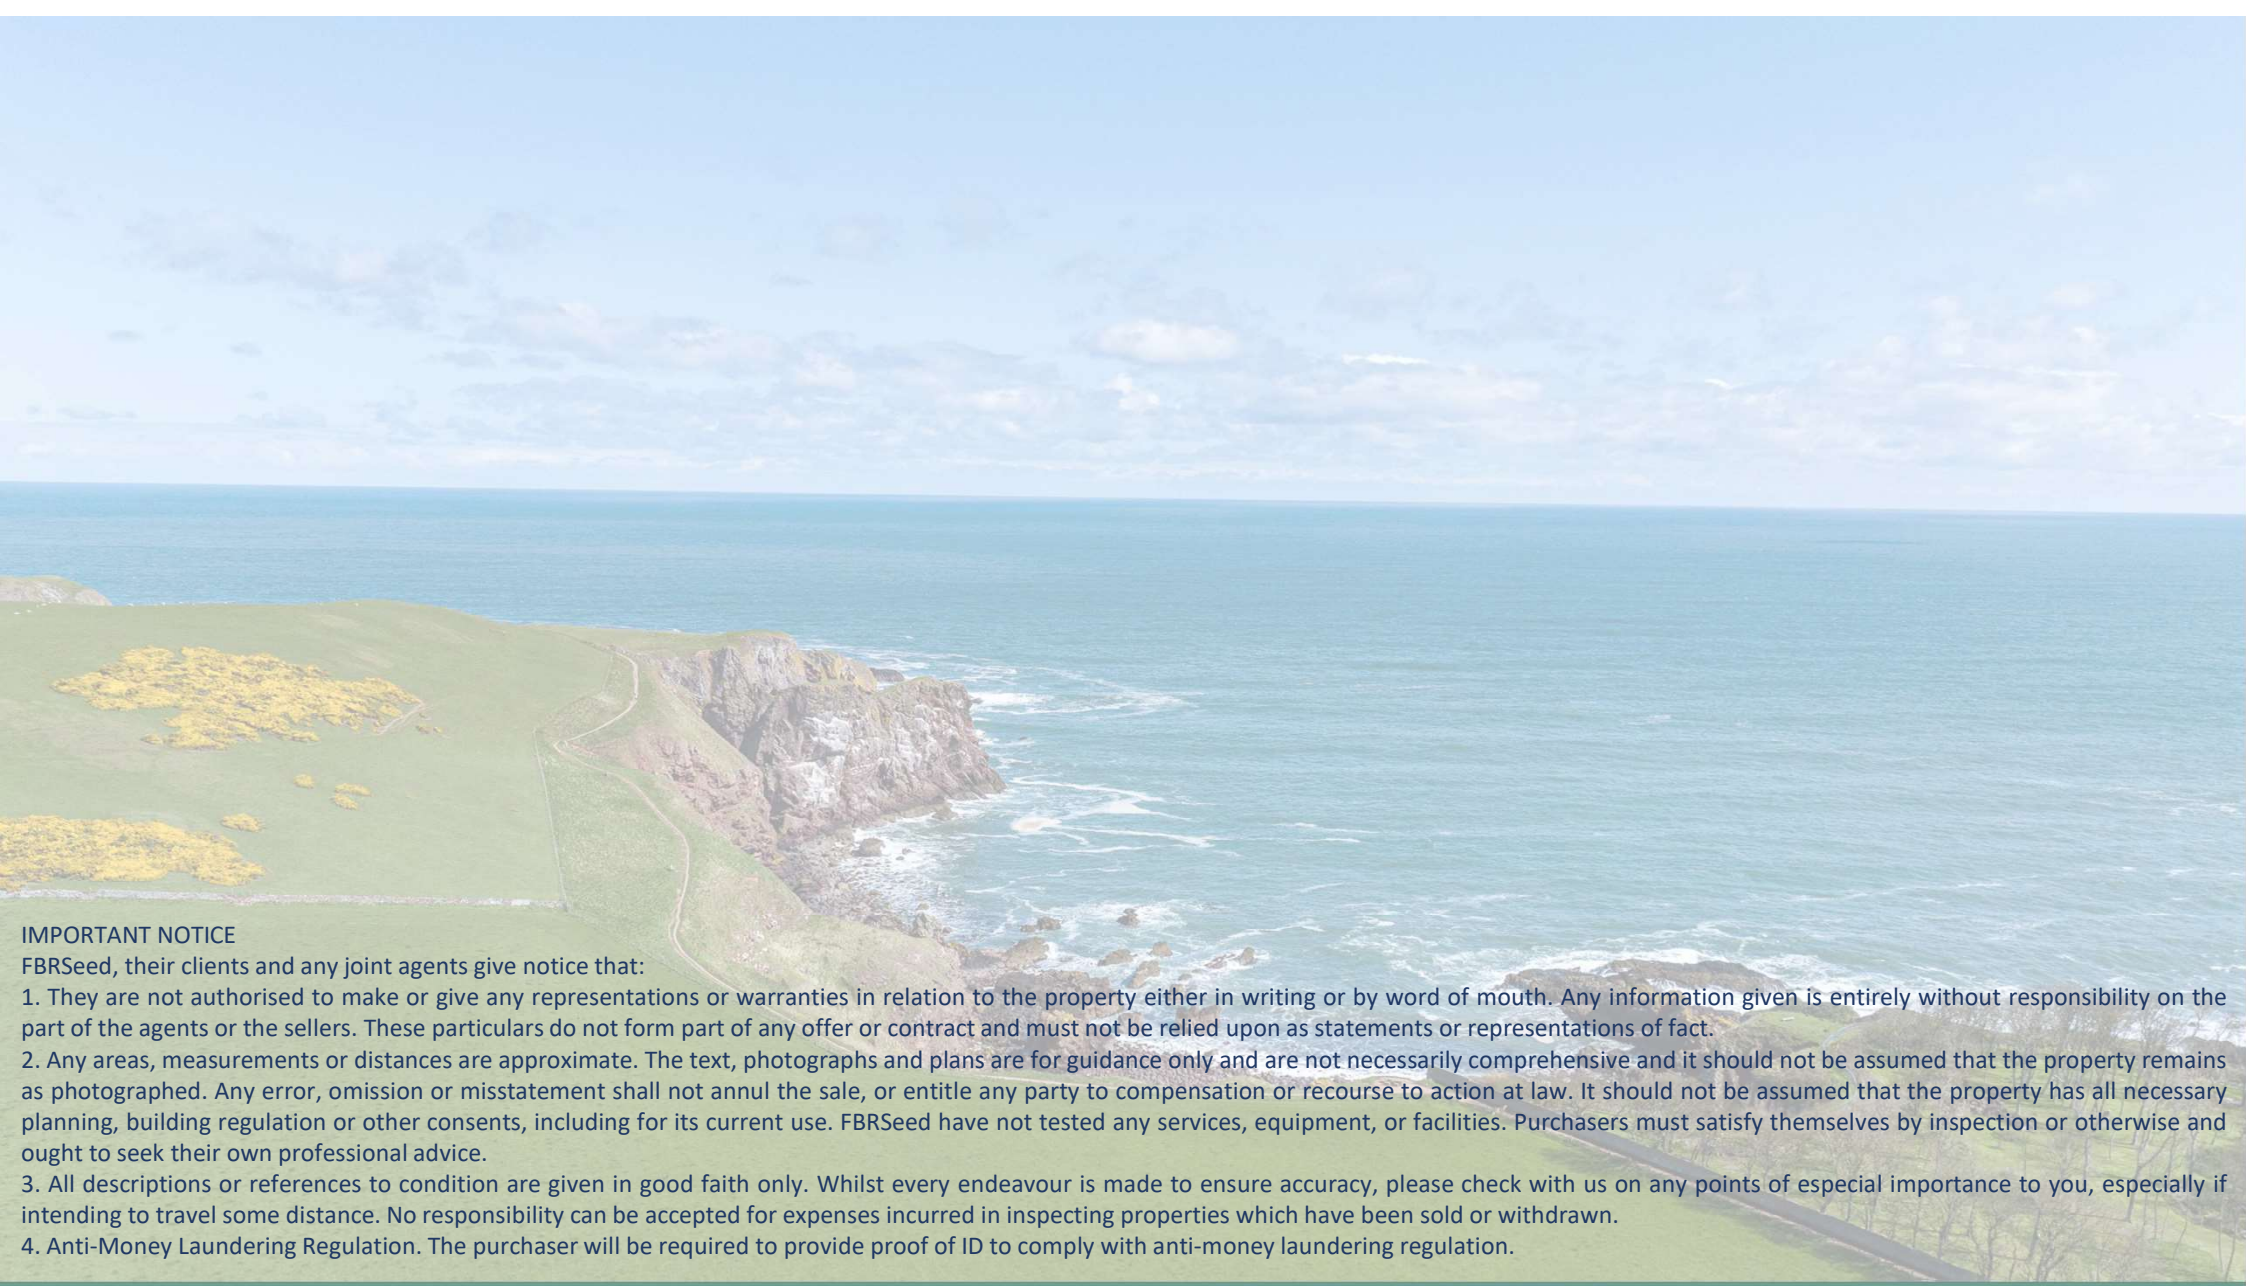 IMPORTANT NOTICE
FBRSeed, their clients and any joint agents give notice that:
1. They are not authorised to make or give any representations or warranties in relation to the property either in writing or by word of mouth. Any information given is entirely without responsibility on the
part of the agents or the sellers. These particulars do not form part of any offer or contract and must not be relied upon as statements or representations of fact.
2. Any areas, measurements or distances are approximate. The text, photographs and plans are for guidance only and are not necessarily comprehensive and it should not be assumed that the property remains
as photographed. Any error, omission or misstatement shall not annul the sale, or entitle any party to compensation or recourse to action at law. It should not be assumed that the property has all necessary
planning, building regulation or other consents, including for its current use. FBRSeed have not tested any services, equipment, or facilities. Purchasers must satisfy themselves by inspection or otherwise and
ought to seek their own professional advice.
3. All descriptions or references to condition are given in good faith only. Whilst every endeavour is made to ensure accuracy, please check with us on any points of especial importance to you, especially if
intending to travel some distance. No responsibility can be accepted for expenses incurred in inspecting properties which have been sold or withdrawn.
4. Anti-Money Laundering Regulation. The purchaser will be required to provide proof of ID to comply with anti-money laundering regulation.